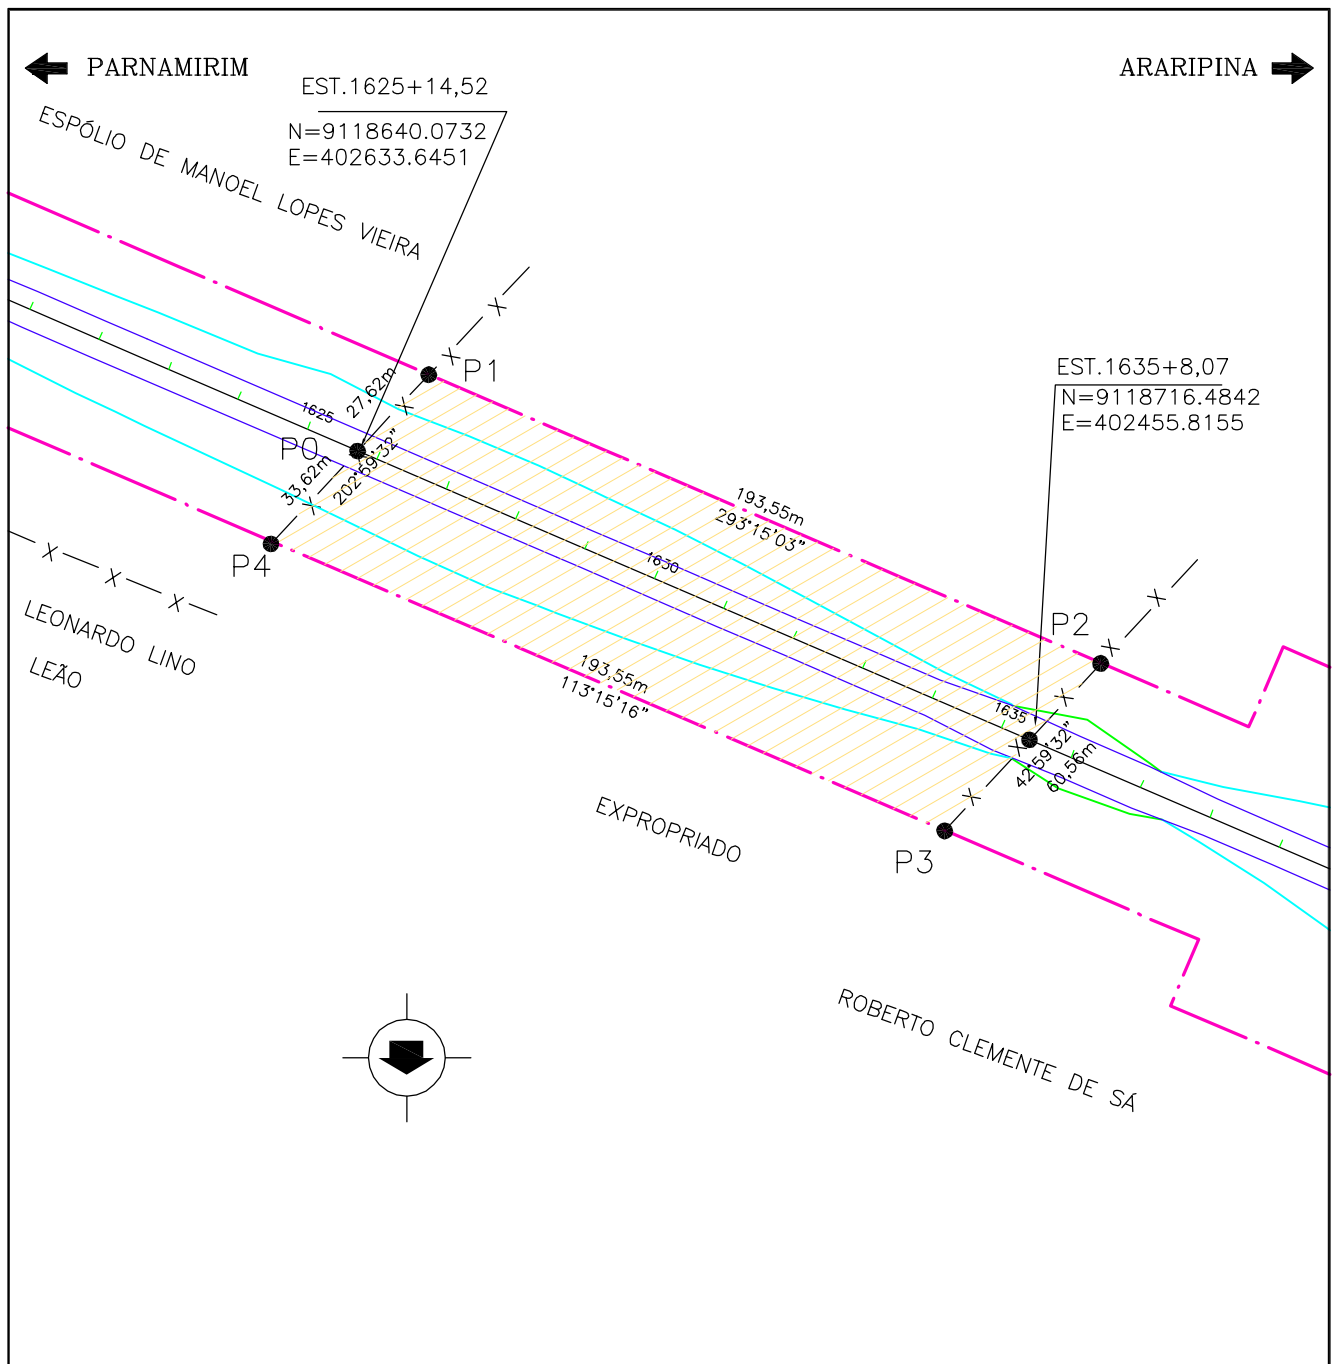 PARNAMIRIM
ARARIPINA
EST.1625+14,52
N=9118640.0732
E=402633.6451
ESPÓLIO DE MANOEL LOPES VIEIRA
EST.1635+8,07
N=9118716.4842
E=402455.8155
P1
27,62m
1625
P0
202°59'32"
33,62m
P4
193,55m
293°15'03"
1630
P2
LEONARDO LINO
LEÃO
193,55m
113°15'16"
1635
42°59'32"
60,56m
EXPROPRIADO
P3
ROBERTO CLEMENTE DE SÁ